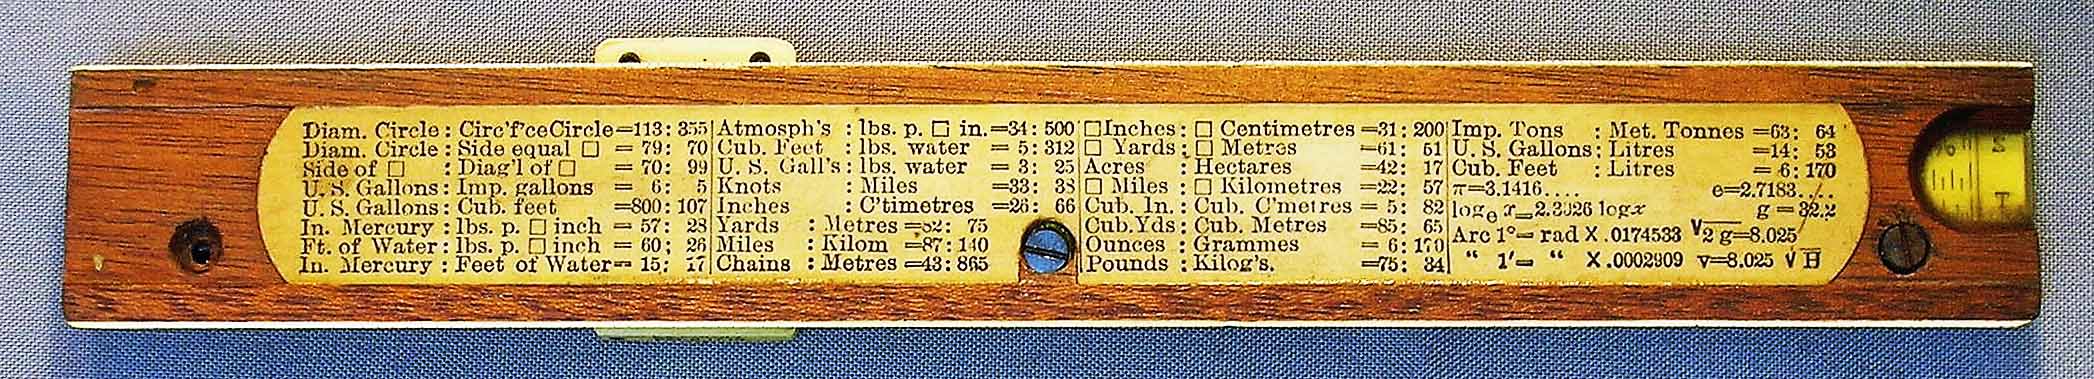 Diam. Circle : Circ'f'ceCircle=113: 355
Diam. Circle : Side equal □ = 79: 70
Side of □ : Diag'l of □ = 70: 99
U. S. Gallons : Imp. gallons = 6: 5
U. S. Gallons : Cub. feet =800: 107
In. Mercury : lbs. p. □ inch = 57: 28
Ft. of Water : lbs. p. □ inch = 60: 26
In. Mercury : Feet of Water= 15: 17
Atmosph's : lbs. p. □ in.=34: 500
Cub. Feet : lbs. water = 5: 312
U. S. Gall's : lbs. water = 3: 25
Knots : Miles =33: 38
Inches : C'timetres =26: 66
Yards : Metres =82: 75
Miles : Kilom =87: 140
Chains : Metres =43: 865
□ Inches : □ Centimetres =31: 200
□ Yards : □ Metres =61: 51
Acres : Hectares =42: 17
□ Miles : □ Kilometres =22: 57
Cub. In. : Cub. C'metres = 5: 82
Cub.Yds : Cub. Metres =85: 65
Ounces : Grammes = 6: 170
Pounds : Kilog's. =75: 34
Imp. Tons : Met. Tonnes =63: 64
U. S. Gallons : Litres =14: 53
Cub. Feet : Litres = 6: 170
π=3.1416.... e=2.7183....
logₑ x=2.3026 log x g=32.2
Arc 1°= rad X .0174533 √2g=8.025
" 1'= " X .0002909 v=8.025 √H